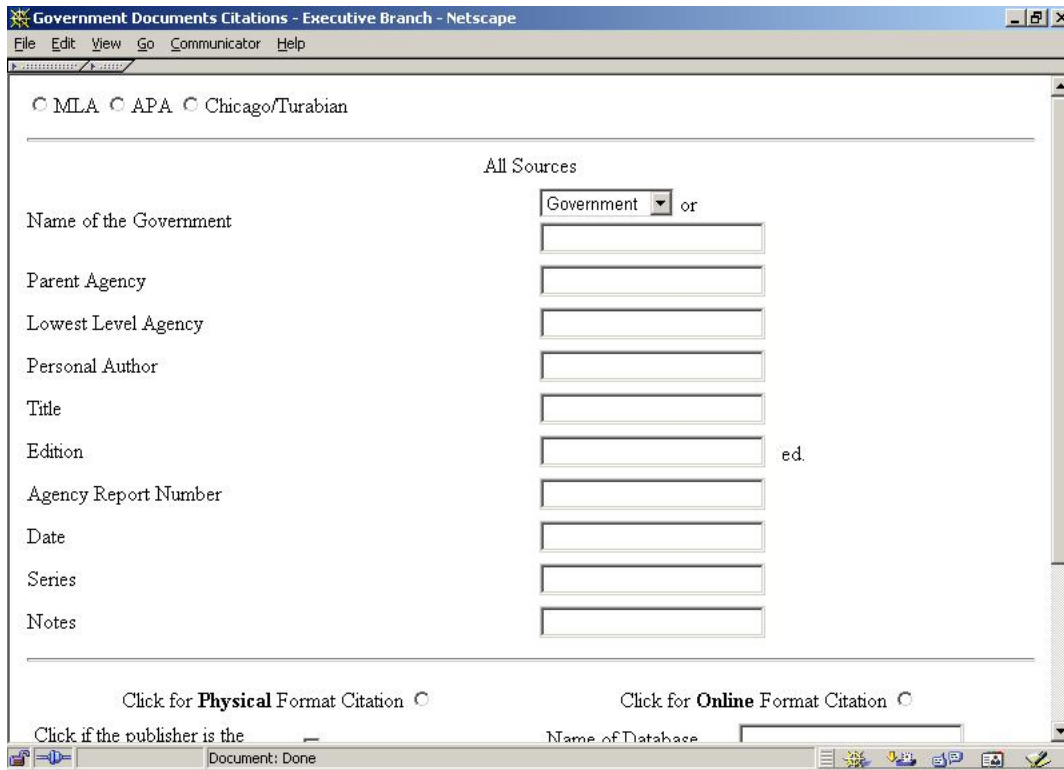 Government Documents Citations - Executive Branch - Netscape
File Edit View Go Communicator Help
MLA APA Chicago/Turabian
All Sources
Name of the Government
Government or
Parent Agency
Lowest Level Agency
Personal Author
Title
Edition ed.
Agency Report Number
Date
Series
Notes
Click for Physical Format Citation Click for Online Format Citation
Click if the publisher is the Name of Database
Document: Done